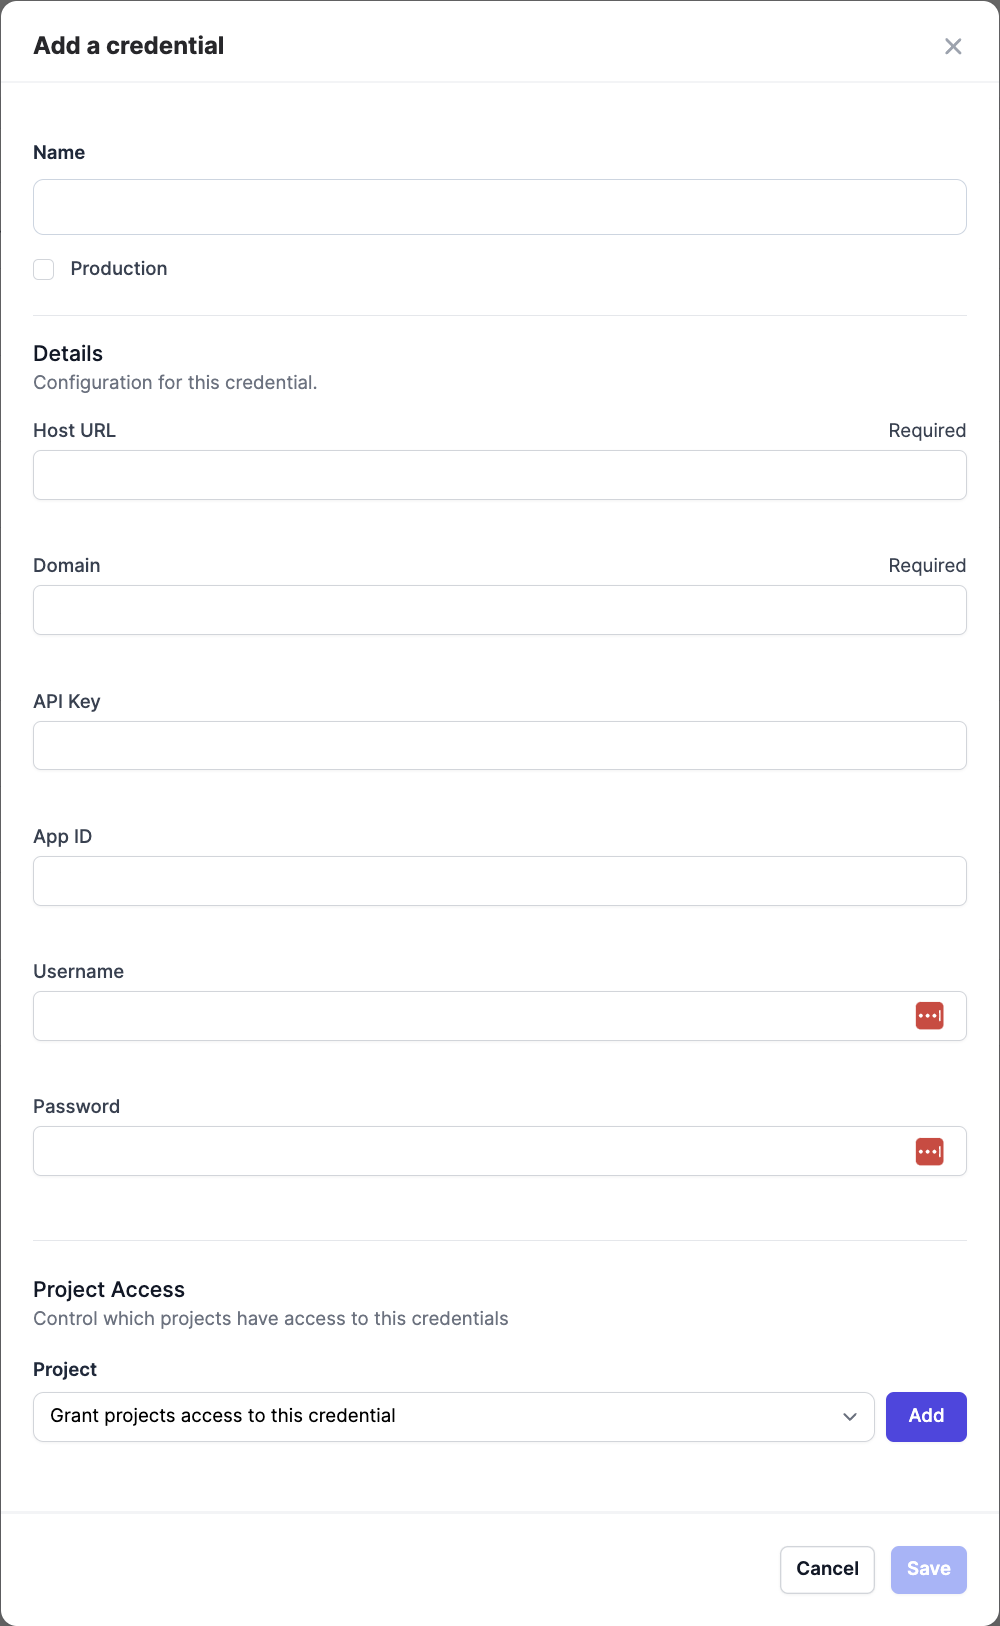 Add a credential
Name
Production
Details
Configuration for this credential.
Host URL Required
Domain Required
API Key
App ID
Username
Password
Project Access
Control which projects have access to this credentials
Project
Grant projects access to this credential Add
Cancel Save